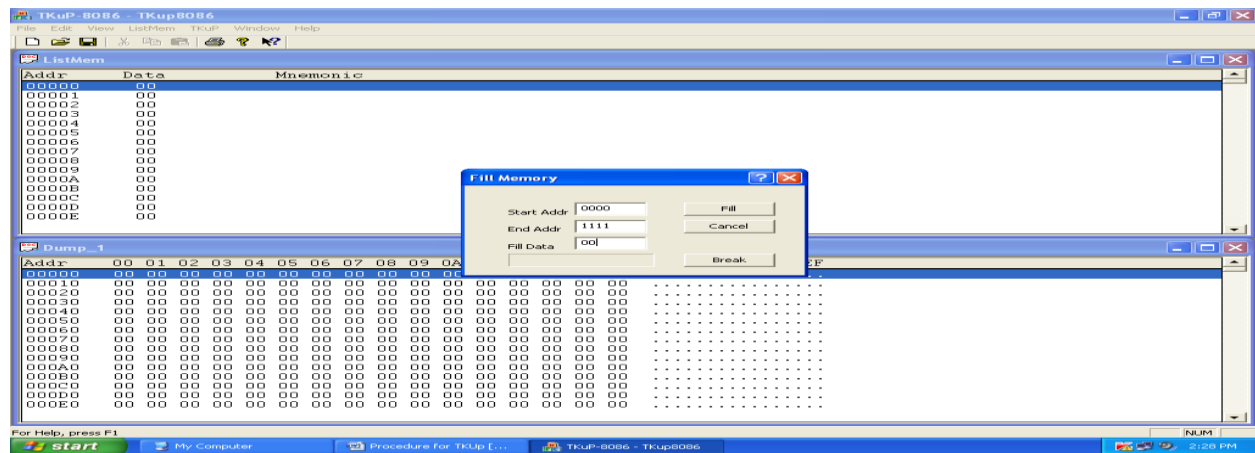 TKuP-8086 - TKup8086
File Edit View ListMem TKuP Window Help
ListMem
Addr Data Mnemonic
00000 00
00001 00
00002 00
00003 00
00004 00
00005 00
00006 00
00007 00
00008 00
00009 00
0000A 00
0000B 00
0000C 00
0000D 00
0000E 00
Fill Memory
Start Addr 0000 Fill
End Addr 1111 Cancel
Fill Data 00
Break
Dump_1
Addr 00 01 02 03 04 05 06 07 08 09 0A EF
00000 00 00 00 00 00 00 00 00 00 00 00 ..
00010 00 00 00 00 00 00 00 00 00 00 00 00 00 00 00 00 ................
00020 00 00 00 00 00 00 00 00 00 00 00 00 00 00 00 00 ................
00030 00 00 00 00 00 00 00 00 00 00 00 00 00 00 00 00 ................
00040 00 00 00 00 00 00 00 00 00 00 00 00 00 00 00 00 ................
00050 00 00 00 00 00 00 00 00 00 00 00 00 00 00 00 00 ................
00060 00 00 00 00 00 00 00 00 00 00 00 00 00 00 00 00 ................
00070 00 00 00 00 00 00 00 00 00 00 00 00 00 00 00 00 ................
00080 00 00 00 00 00 00 00 00 00 00 00 00 00 00 00 00 ................
00090 00 00 00 00 00 00 00 00 00 00 00 00 00 00 00 00 ................
000A0 00 00 00 00 00 00 00 00 00 00 00 00 00 00 00 00 ................
000B0 00 00 00 00 00 00 00 00 00 00 00 00 00 00 00 00 ................
000C0 00 00 00 00 00 00 00 00 00 00 00 00 00 00 00 00 ................
000D0 00 00 00 00 00 00 00 00 00 00 00 00 00 00 00 00 ................
000E0 00 00 00 00 00 00 00 00 00 00 00 00 00 00 00 00 ................
For Help, press F1 NUM
start My Computer Procedure for TKUp [... TKuP-8086 - TKup8086 2:28 PM